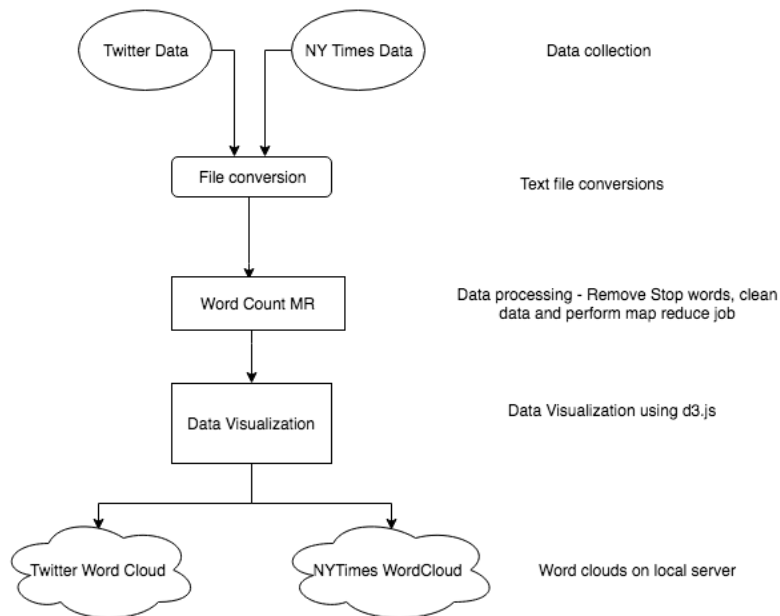 Twitter Data
NY Times Data
Data collection
File conversion
Text file conversions
Word Count MR
Data processing - Remove Stop words, clean
data and perform map reduce job
Data Visualization
Data Visualization using d3.js
Twitter Word Cloud
NYTimes WordCloud
Word clouds on local server